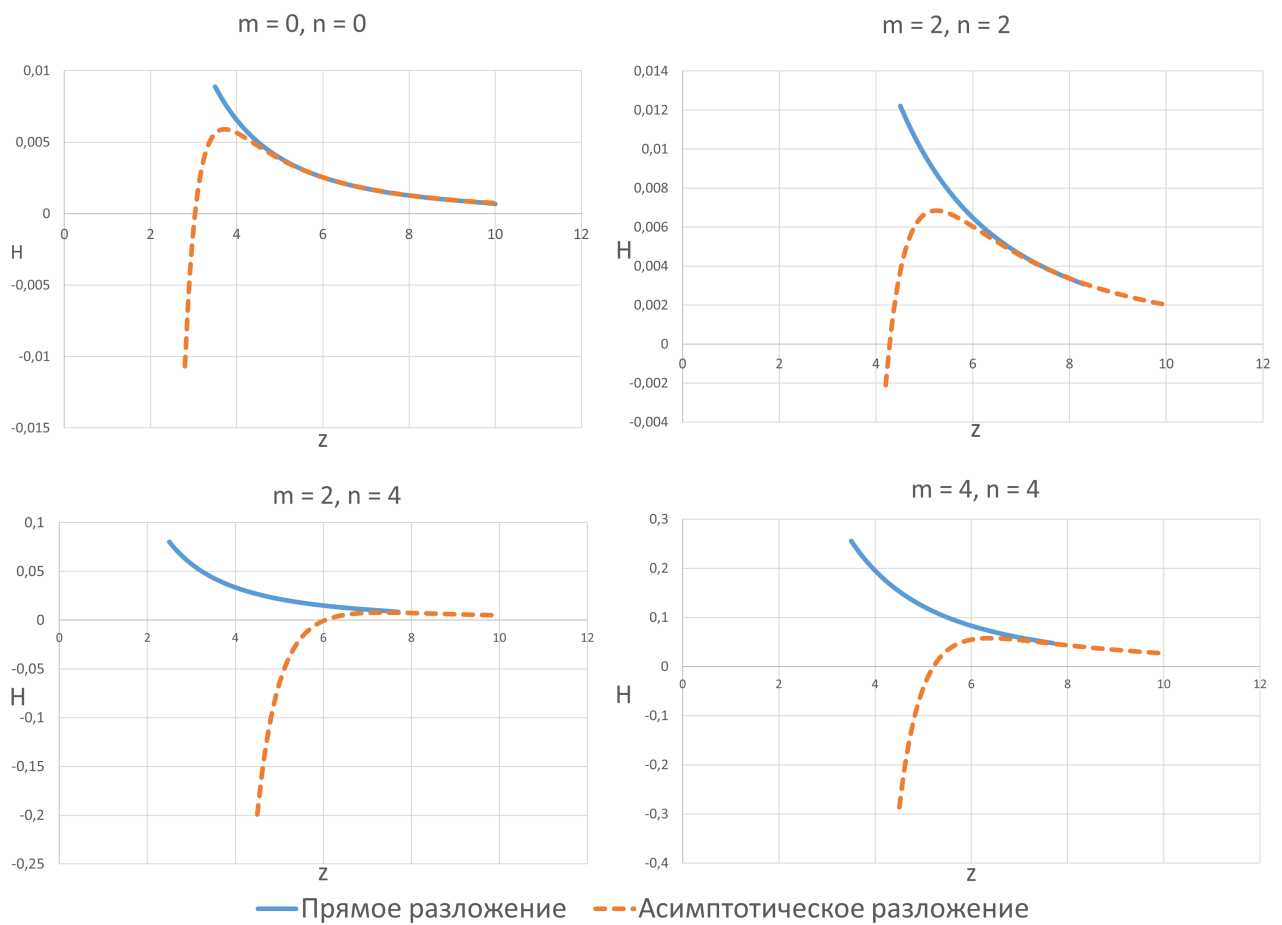 m = 0, n = 0
0,01
0,005
0
-0,005
-0,01
-0,015
0 2 4 6 8 10 12
H
z
m = 2, n = 2
0,014
0,012
0,01
0,008
0,006
0,004
0,002
0
-0,002
-0,004
0 2 4 6 8 10 12
H
z
m = 2, n = 4
0,1
0,05
0
-0,05
-0,1
-0,15
-0,2
-0,25
0 2 4 6 8 10 12
H
z
m = 4, n = 4
0,3
0,2
0,1
0
-0,1
-0,2
-0,3
-0,4
0 2 4 6 8 10 12
H
z
Прямое разложение
Асимптотическое разложение